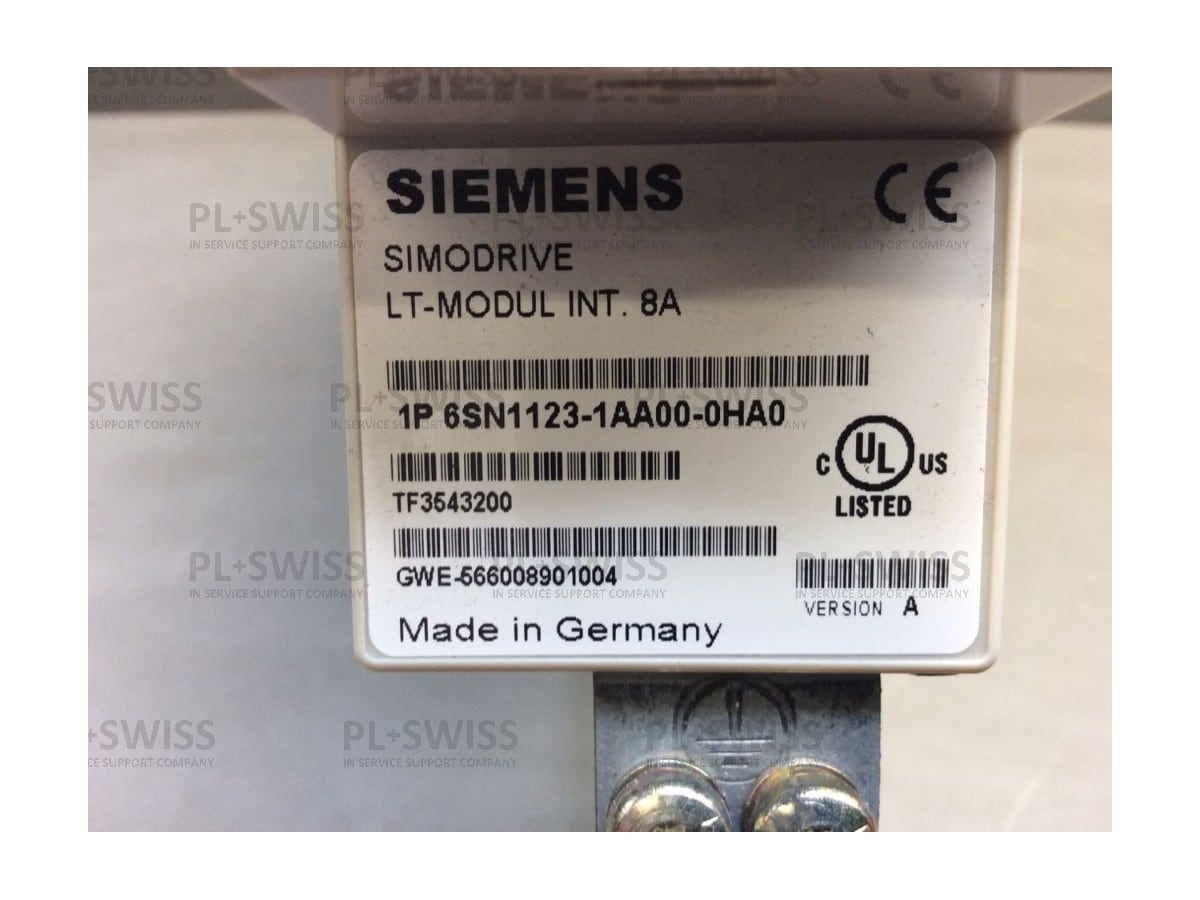 SIEMENS
CE
SIMODRIVE
LT-MODUL INT. 8A
1P 6SN1123-1AA00-0HA0
C UL US
LISTED
TF3543200
GWE-566008901004
VERSION A
Made in Germany
PL+SWISS
IN SERVICE SUPPORT COMPANY